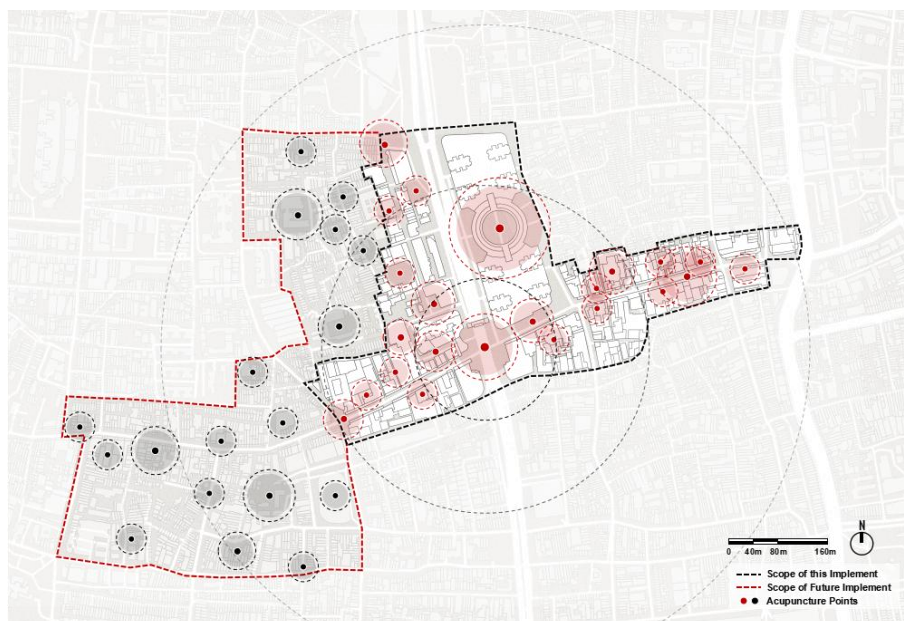 N
0 40m 80m 160m
Scope of this Implement
Scope of Future Implement
Acupuncture Points